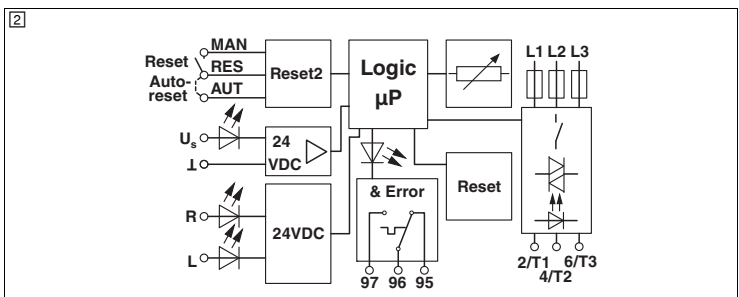 2
MAN
L1 L2 L3
Reset
RES
Reset2
Logic
µP
Auto-
reset
AUT
Us
24
VDC
⊥
& Error
Reset
R
24VDC
L
2/T1 6/T3
4/T2
97 96 95